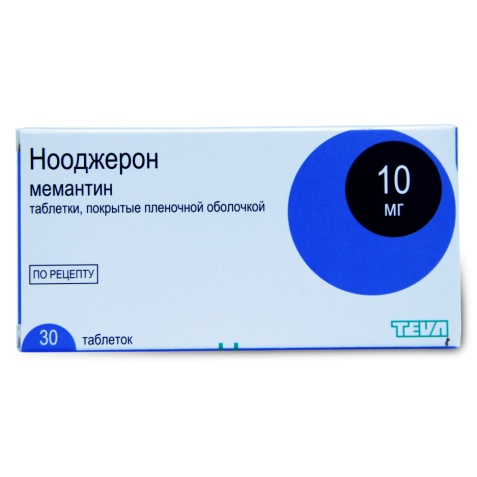 Нооджерон
мемантин
таблетки, покрытые пленочной оболочкой
10
мг
ПО РЕЦЕПТУ
30 таблеток
TEVA